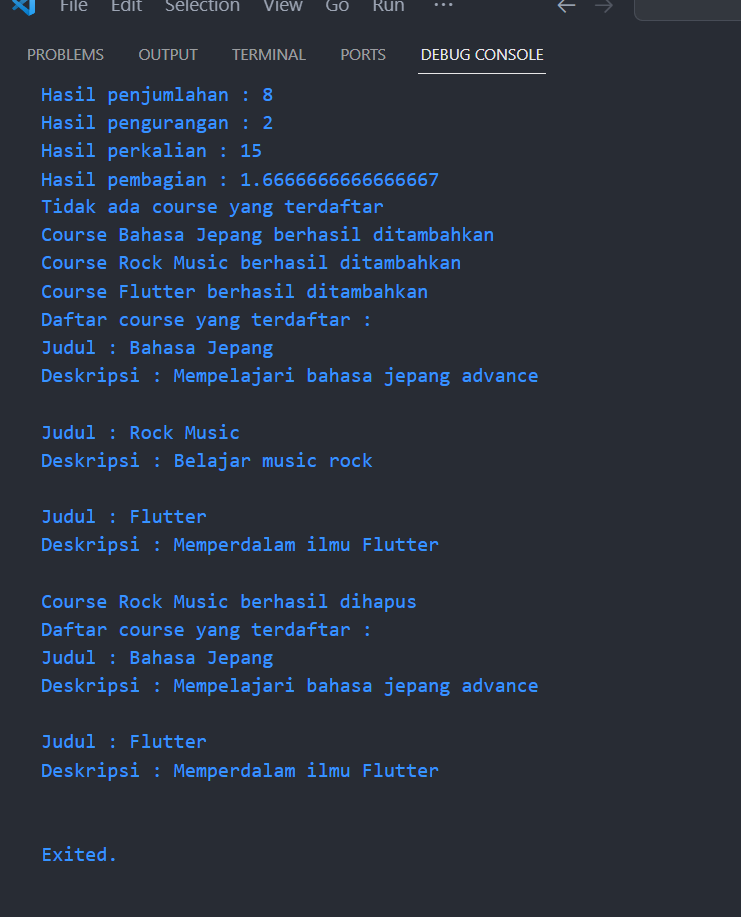 File Edit Selection View Go Run ...
PROBLEMS OUTPUT TERMINAL PORTS DEBUG CONSOLE
Hasil penjumlahan : 8
Hasil pengurangan : 2
Hasil perkalian : 15
Hasil pembagian : 1.6666666666666667
Tidak ada course yang terdaftar
Course Bahasa Jepang berhasil ditambahkan
Course Rock Music berhasil ditambahkan
Course Flutter berhasil ditambahkan
Daftar course yang terdaftar :
Judul : Bahasa Jepang
Deskripsi : Mempelajari bahasa jepang advance
Judul : Rock Music
Deskripsi : Belajar music rock
Judul : Flutter
Deskripsi : Memperdalam ilmu Flutter
Course Rock Music berhasil dihapus
Daftar course yang terdaftar :
Judul : Bahasa Jepang
Deskripsi : Mempelajari bahasa jepang advance
Judul : Flutter
Deskripsi : Memperdalam ilmu Flutter
Exited.